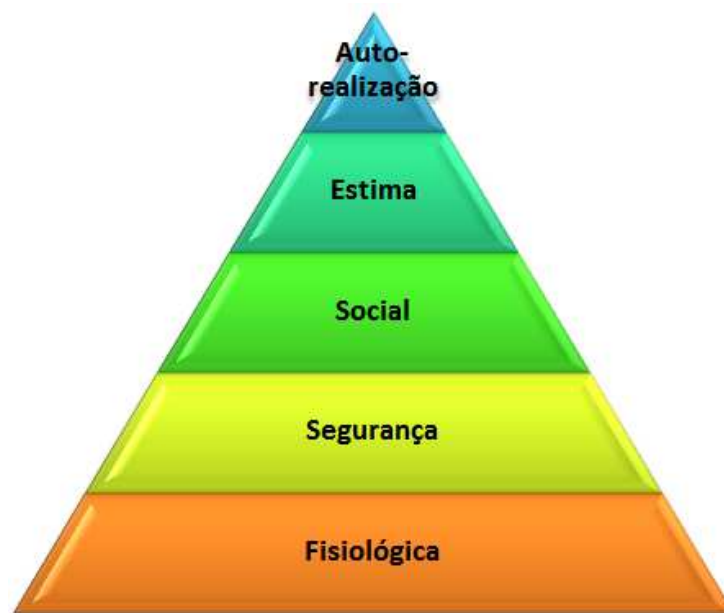 Auto-
realização
Estima
Social
Segurança
Fisiológica